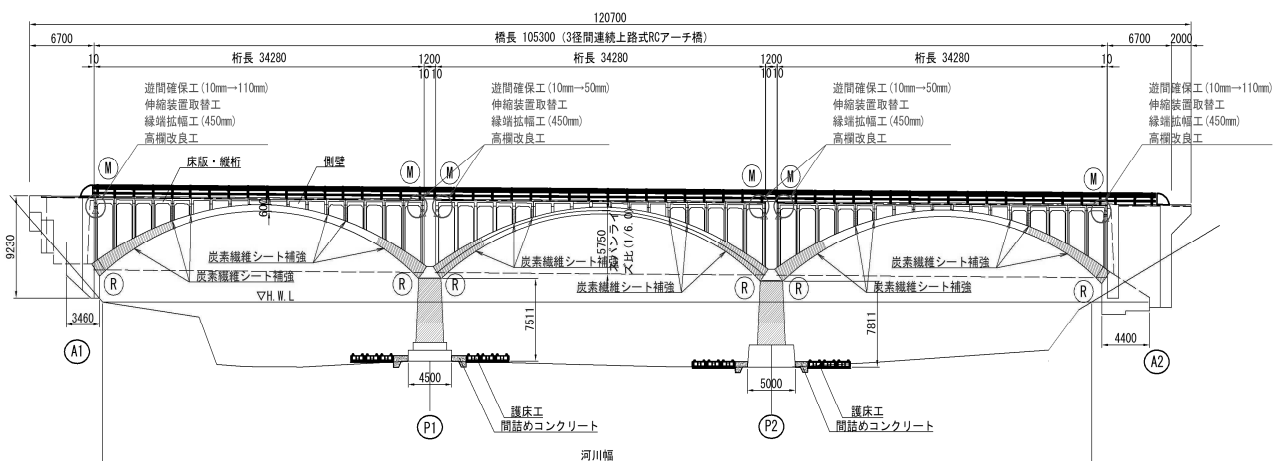 120700
6700
橋長 105300 (3径間連続上路式RCアーチ橋)
6700
2000
10
桁長 34280
1200
桁長 34280
1200
桁長 34280
10
10
10
10
10
遊間確保工(10mm→110mm)
伸縮装置取替工
縁端拡幅工(450mm)
高欄改良工
遊間確保工(10mm→50mm)
伸縮装置取替工
縁端拡幅工(450mm)
高欄改良工
遊間確保工(10mm→50mm)
伸縮装置取替工
縁端拡幅工(450mm)
高欄改良工
遊間確保工(10mm→110mm)
伸縮装置取替工
縁端拡幅工(450mm)
高欄改良工
床版・縦桁
側壁
M
M
M
M
M
M
600
9230
5750
比(1/6.0)
炭素繊維シート補強
炭素繊維シート補強
炭素繊維シート補強
炭素繊維シート補強
炭素繊維シート補強
炭素繊維シート補強
R
R
R
R
R
R
▽H.W.L
3460
7511
7811
4400
A1
A2
4500
5000
P1
P2
護床工
間詰めコンクリート
護床工
間詰めコンクリート
河川幅